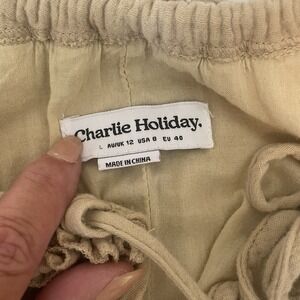 Charlie Holiday.
L AU/UK 12 USA 8 EU 40
MADE IN CHINA